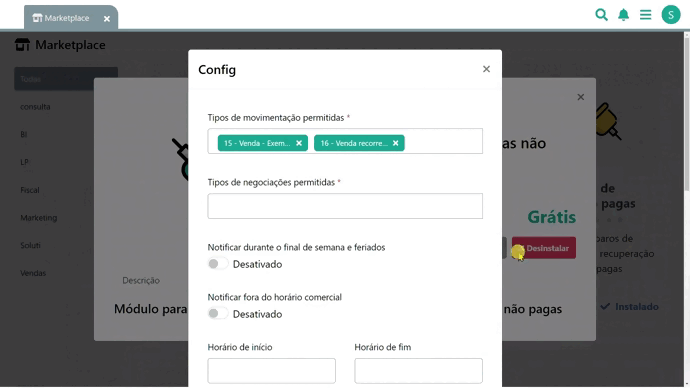 Marketplace
S
Marketplace
Todos
consulta
BI
LP
Fiscal
Marketing
Soluti
Vendas
Config
Tipos de movimentação permitidas *
15 - Venda - Exem...
16 - Venda recorre...
Tipos de negociações permitidas *
Notificar durante o final de semana e feriados
Desativado
Notificar fora do horário comercial
Desativado
Horário de início
Horário de fim
as não
Grátis
Desinstalar
Descrição
Módulo para
não pagas
de
pagas
paros de
recuperação
pagas
Instalado